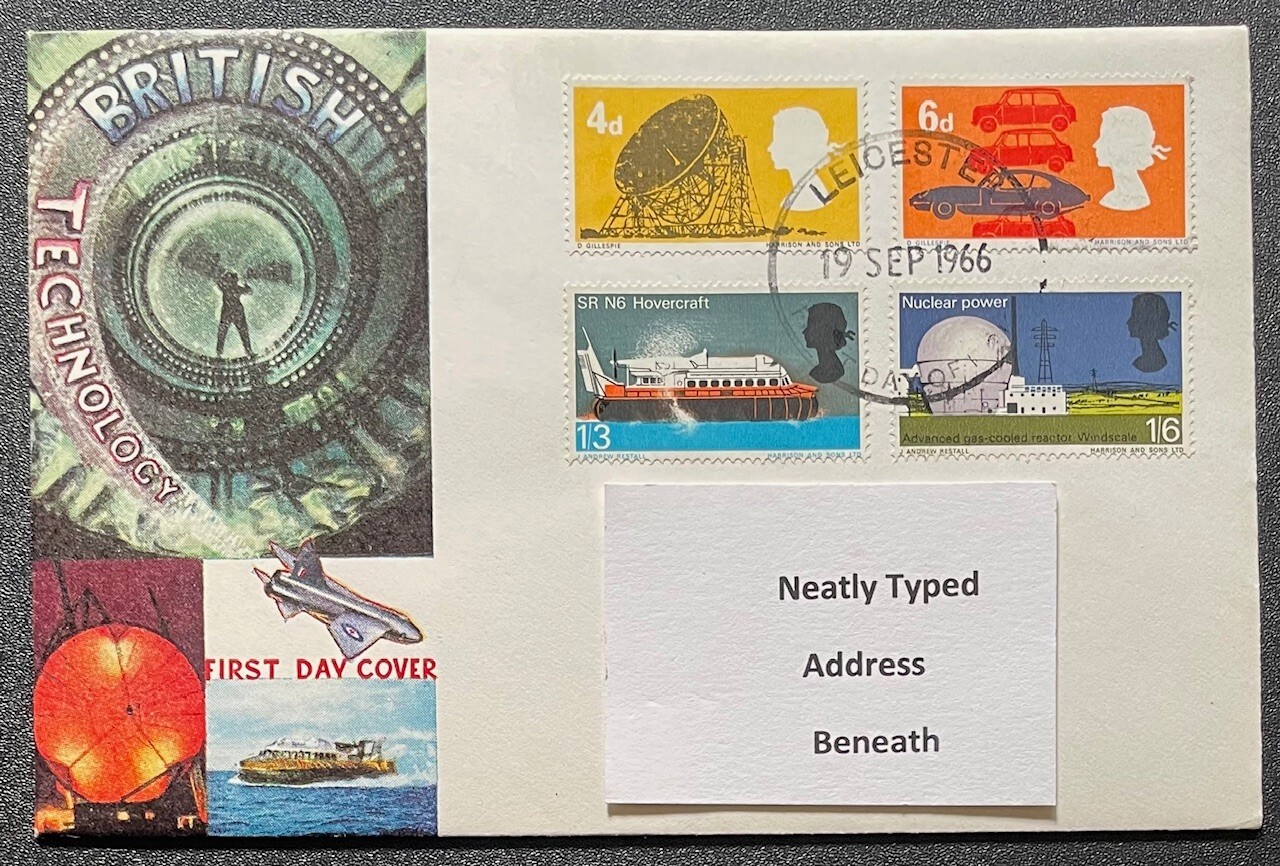 BRITISH
TECHNOLOGY
FIRST DAY COVER
4d
D GILLESPIE
HARRISON AND SONS LTD
6d
D GILLESPIE
HARRISON AND SONS LTD
LEICESTER
19 SEP 1966
DAY OF
SR N6 Hovercraft
1'3
J ANDREW RESTALL
HARRISON AND SONS LTD
Nuclear power
Advanced gas-cooled reactor Windscale
1'6
J ANDREW RESTALL
HARRISON AND SONS LTD
Neatly Typed
Address
Beneath